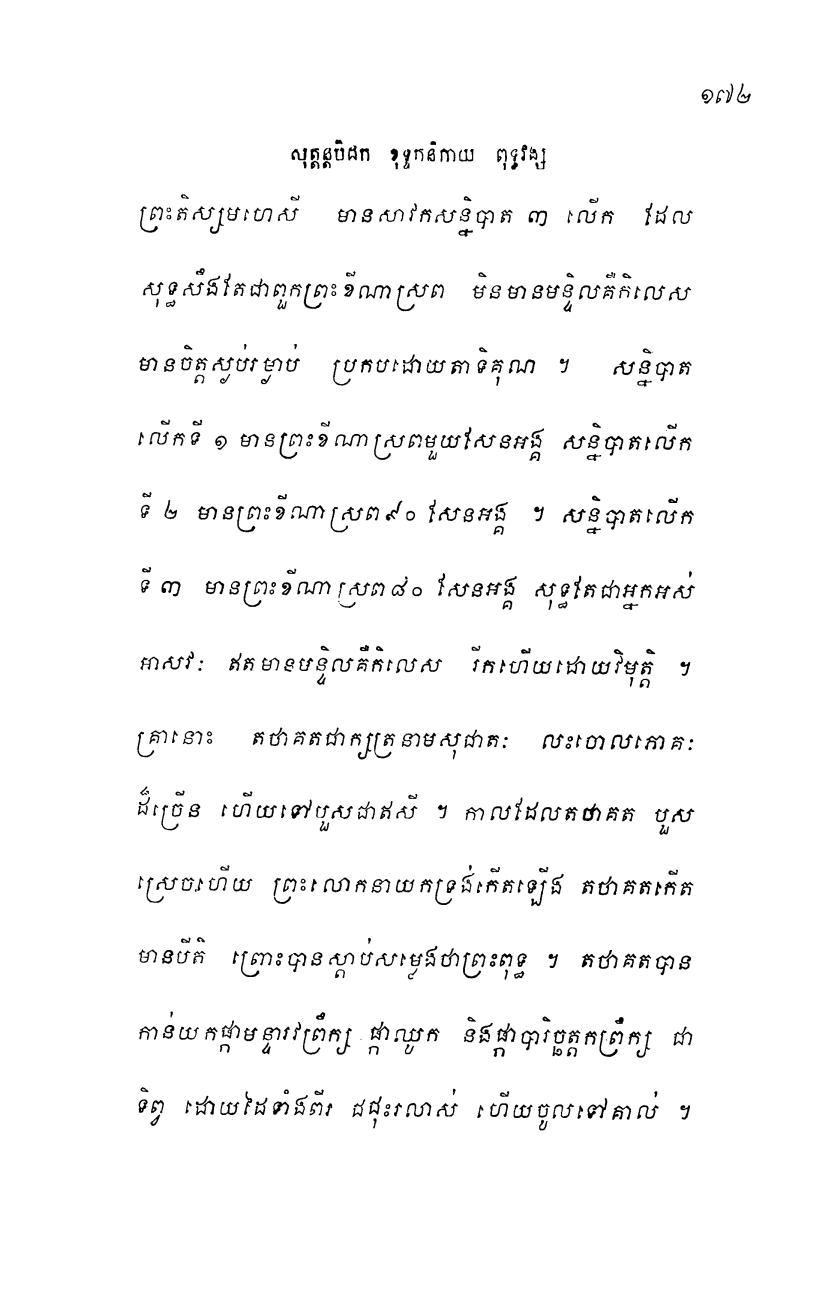 ១៧២
សុត្តន្តបិដក ខុទ្ទកនិកាយ ពុទ្ធវង្ស
ព្រះតិស្សមហេសី មានសាវកសន្និបាត ៣ លើក ដែល
សុទ្ធសឹងតែជាពួកព្រះខីណាស្រព មិនមានមន្ទិលគឺកិលេស
មានចិត្តស្ងប់រម្ងាប់ ប្រកបដោយតាទិគុណ ។ សន្និបាត
លើកទី ១ មានព្រះខីណាស្រពមួយសែនអង្គ សន្និបាតលើក
ទី ២ មានព្រះខីណាស្រព៩០ សែនអង្គ ។ សន្និបាតលើក
ទី ៣ មានព្រះខីណាស្រព៨០ សែនអង្គ សុទ្ធតែជាអ្នកអស់
អាសវៈ ឥតមានមន្ទិលគឺកិលេស រីកហើយដោយវិមុត្តិ ។
គ្រានោះ តថាគតជាក្សត្រនាមសុជាតៈ លះចោលភោគៈ
ដ៏ច្រើន ហើយទៅបួសជាឥសី ។ កាលដែលតថាគត បួស
ស្រេចហើយ ព្រះលោកនាយកទ្រង់កើតឡើង តថាគតកើត
មានបីតិ ព្រោះបានស្តាប់សម្លេងថាព្រះពុទ្ធ ។ តថាគតបាន
កាន់យកផ្កាមន្ទារវព្រឹក្ស ផ្កាឈូក និងផ្កាបារិច្ឆត្តកព្រឹក្ស ជា
ទិព្វ ដោយដៃទាំងពីរ ដផ្តុះរលាស់ ហើយចូលទៅគាល់ ។